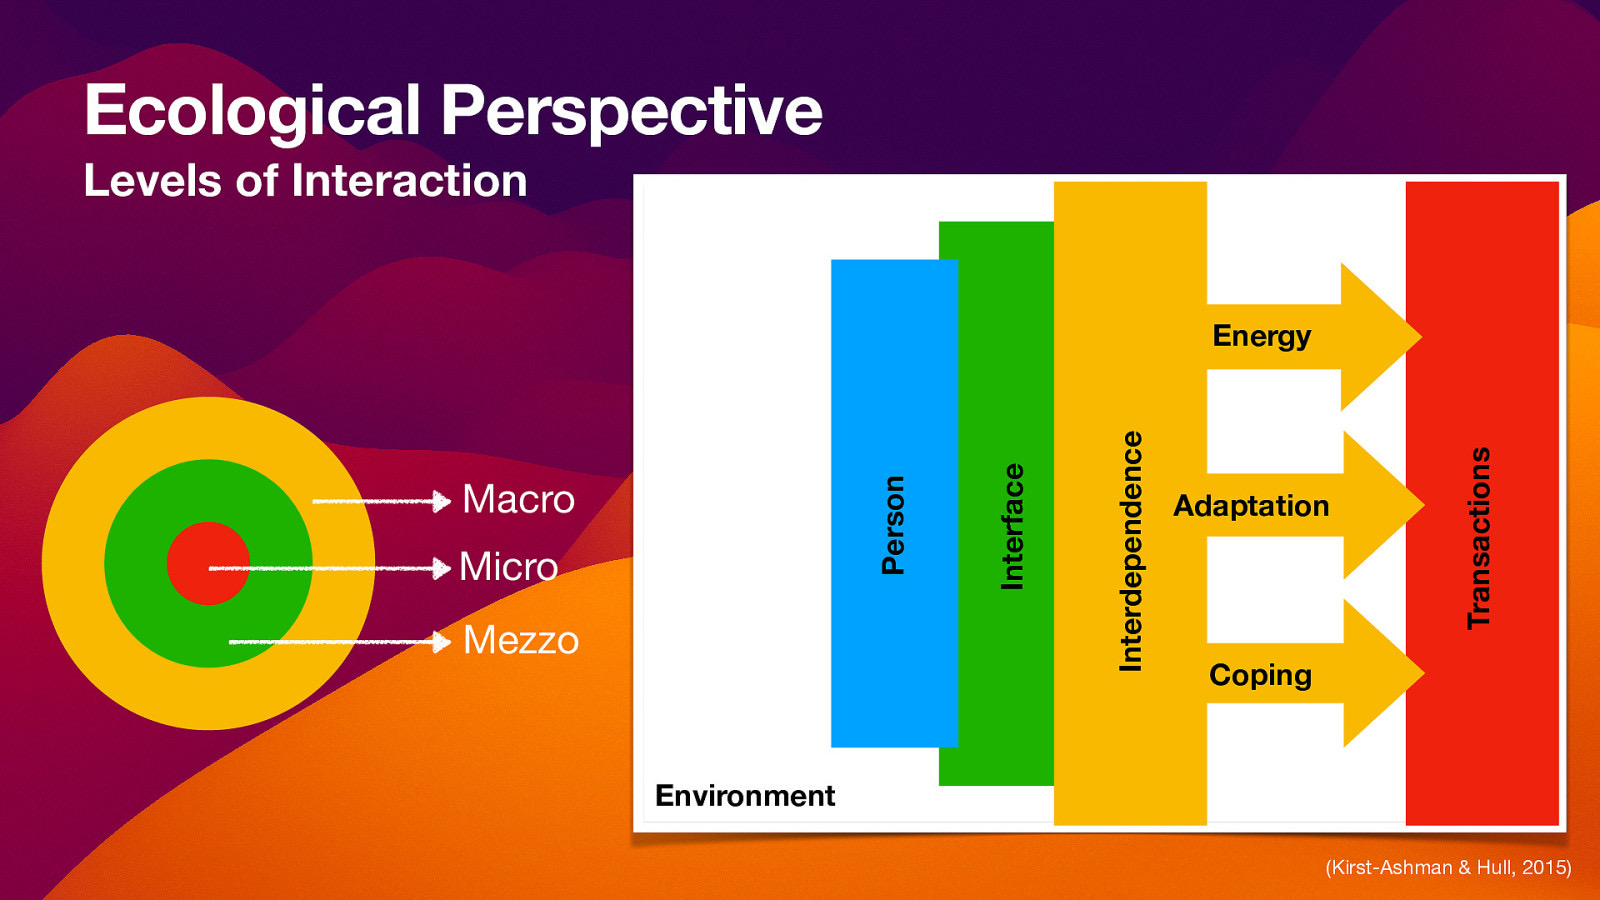 Ecological Perspective
Levels of Interaction
Macro
Micro
Mezzo
Person
Interface
Interdependence
Energy
Adaptation
Coping
Transactions
Environment
(Kirst-Ashman & Hull, 2015)